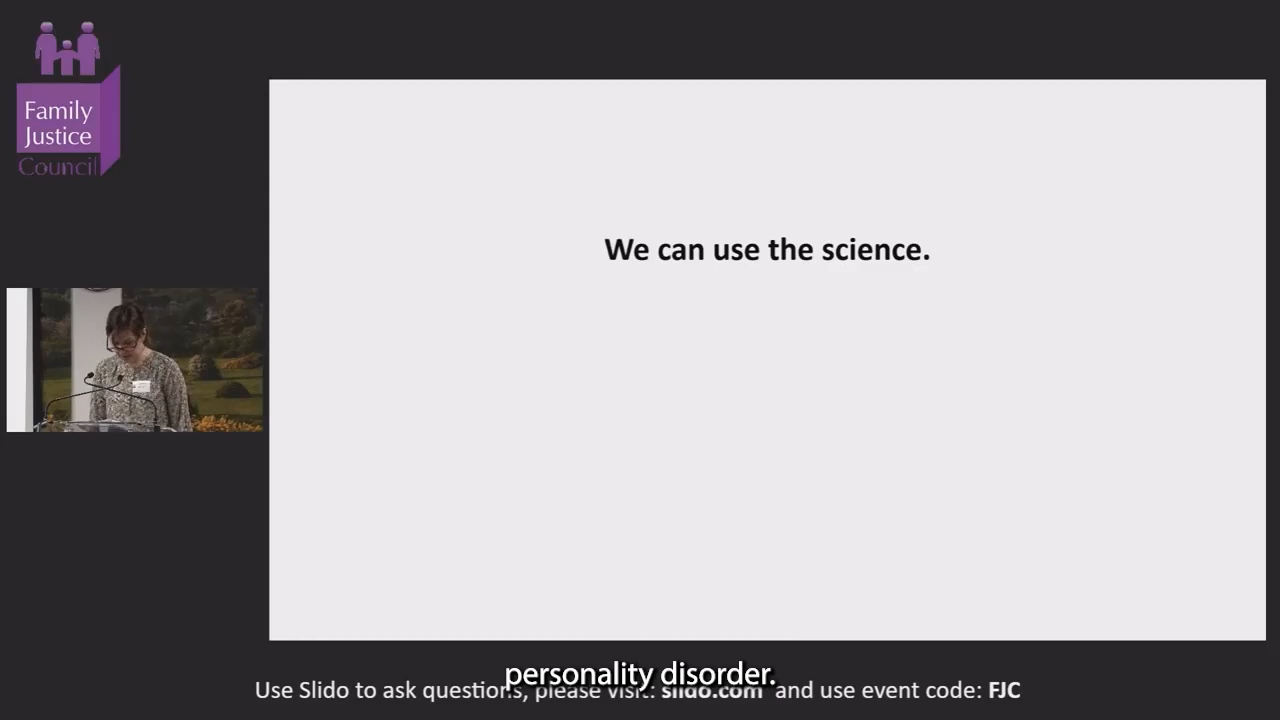 Family
Justice
Council
We can use the science.
personality disorder.
Use Slido to ask questions, please visit: slido.com and use event code: FJC